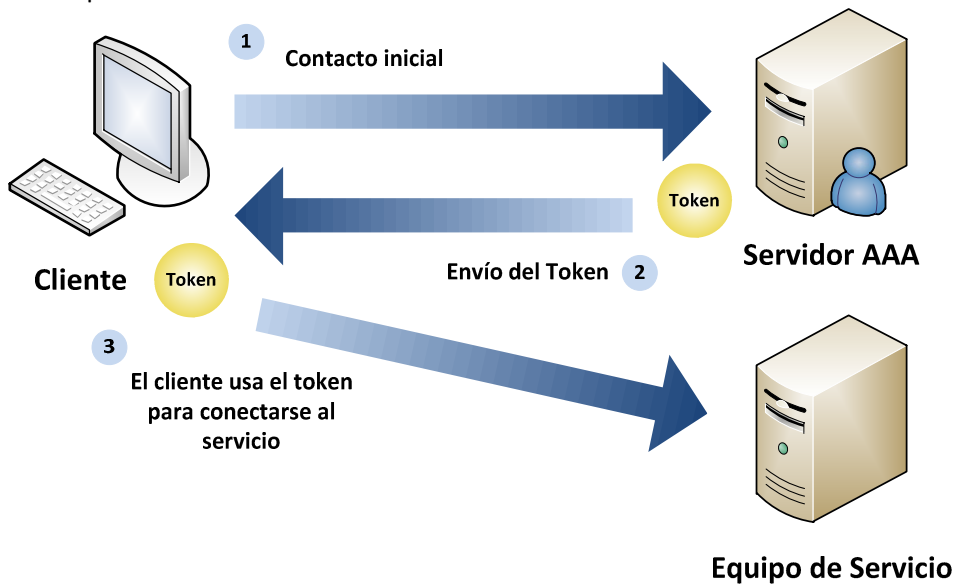 1
Contacto inicial
Token
Servidor AAA
Envío del Token
2
Cliente
Token
3
El cliente usa el token
para conectarse al
servicio
Equipo de Servicio